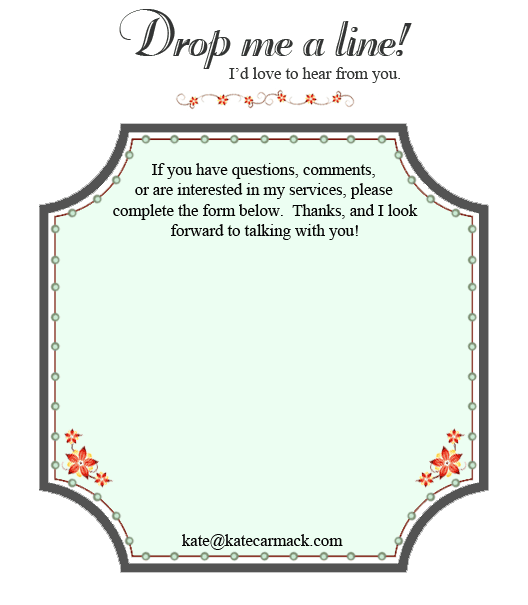 Drop me a line!
I'd love to hear from you.
If you have questions, comments,
or are interested in my services, please
complete the form below.  Thanks, and I look
forward to talking with you!
kate@katecarmack.com